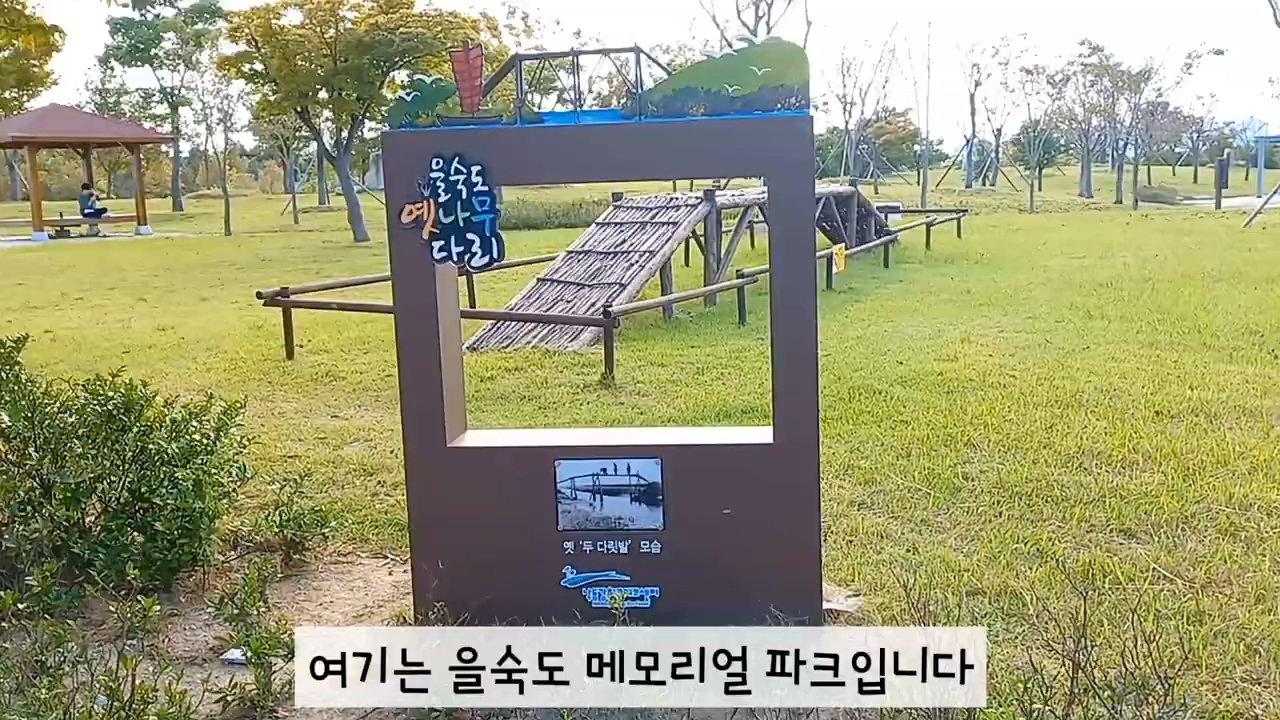 을숙도
옛나무
다리
옛 '두 다릿발' 모습
여기는 을숙도 메모리얼 파크입니다